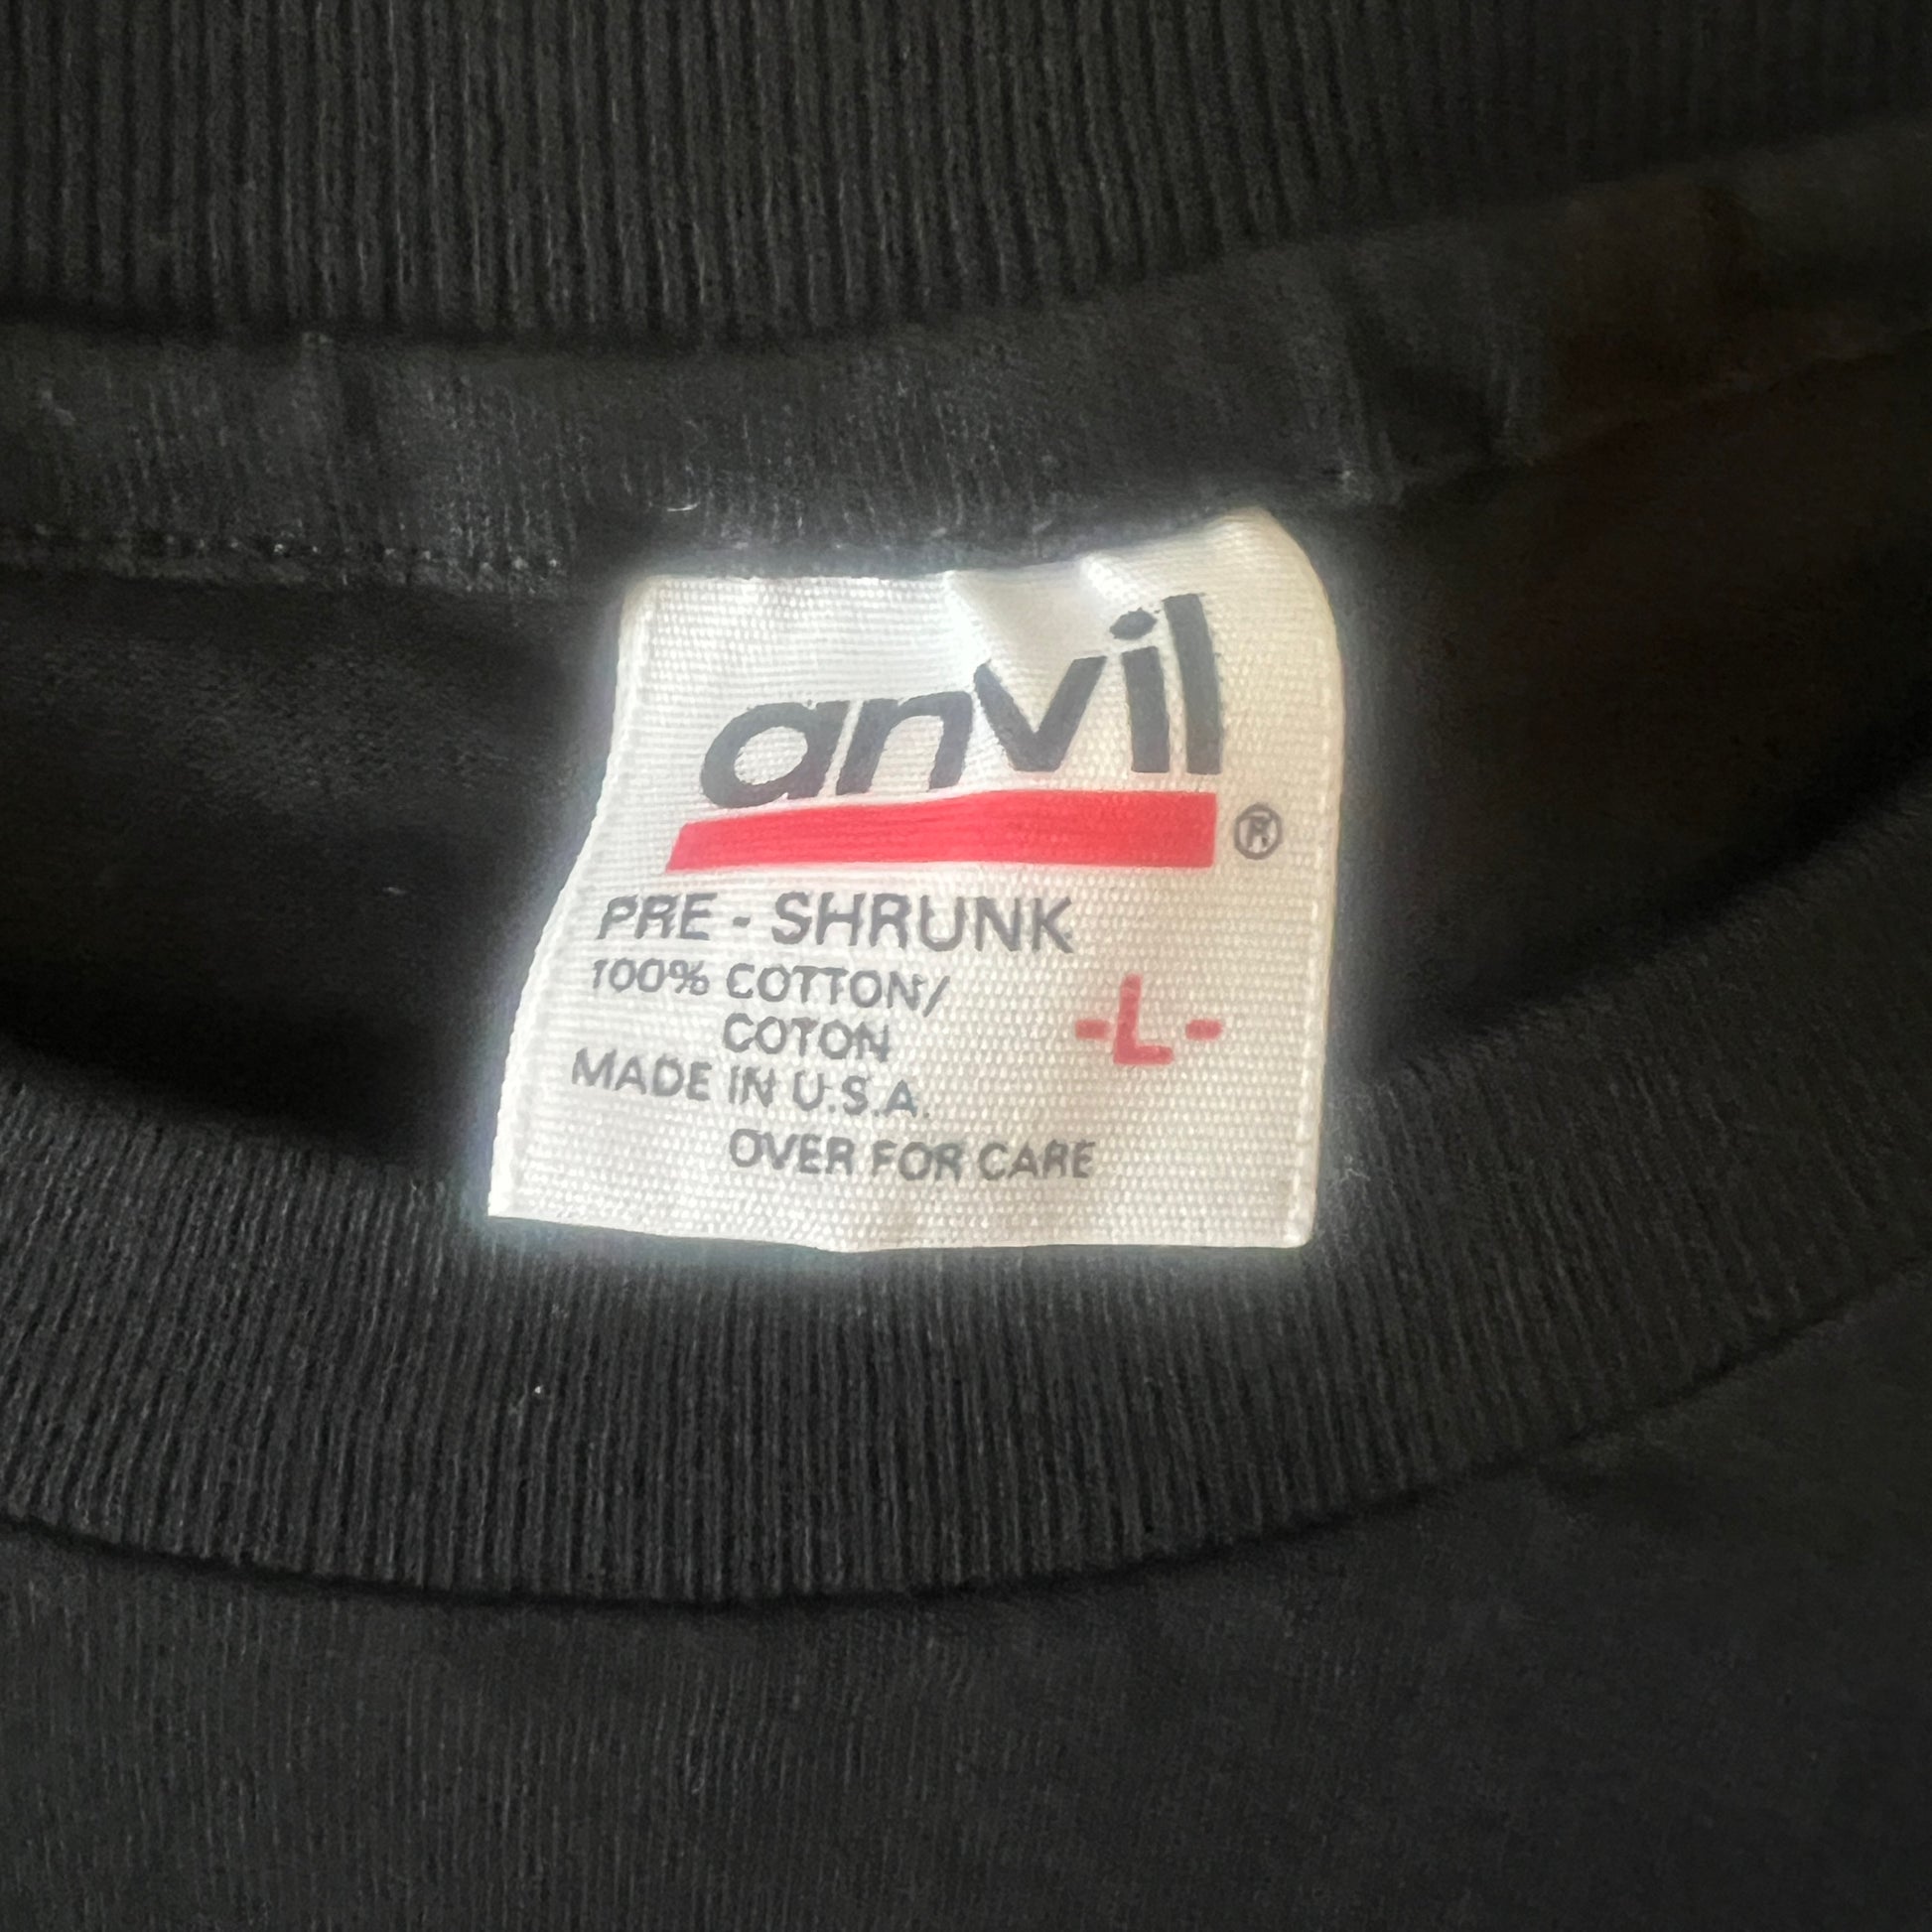 anvil®
PRE - SHRUNK
100% COTTON/
COTON
-L-
MADE IN U.S.A.
OVER FOR CARE